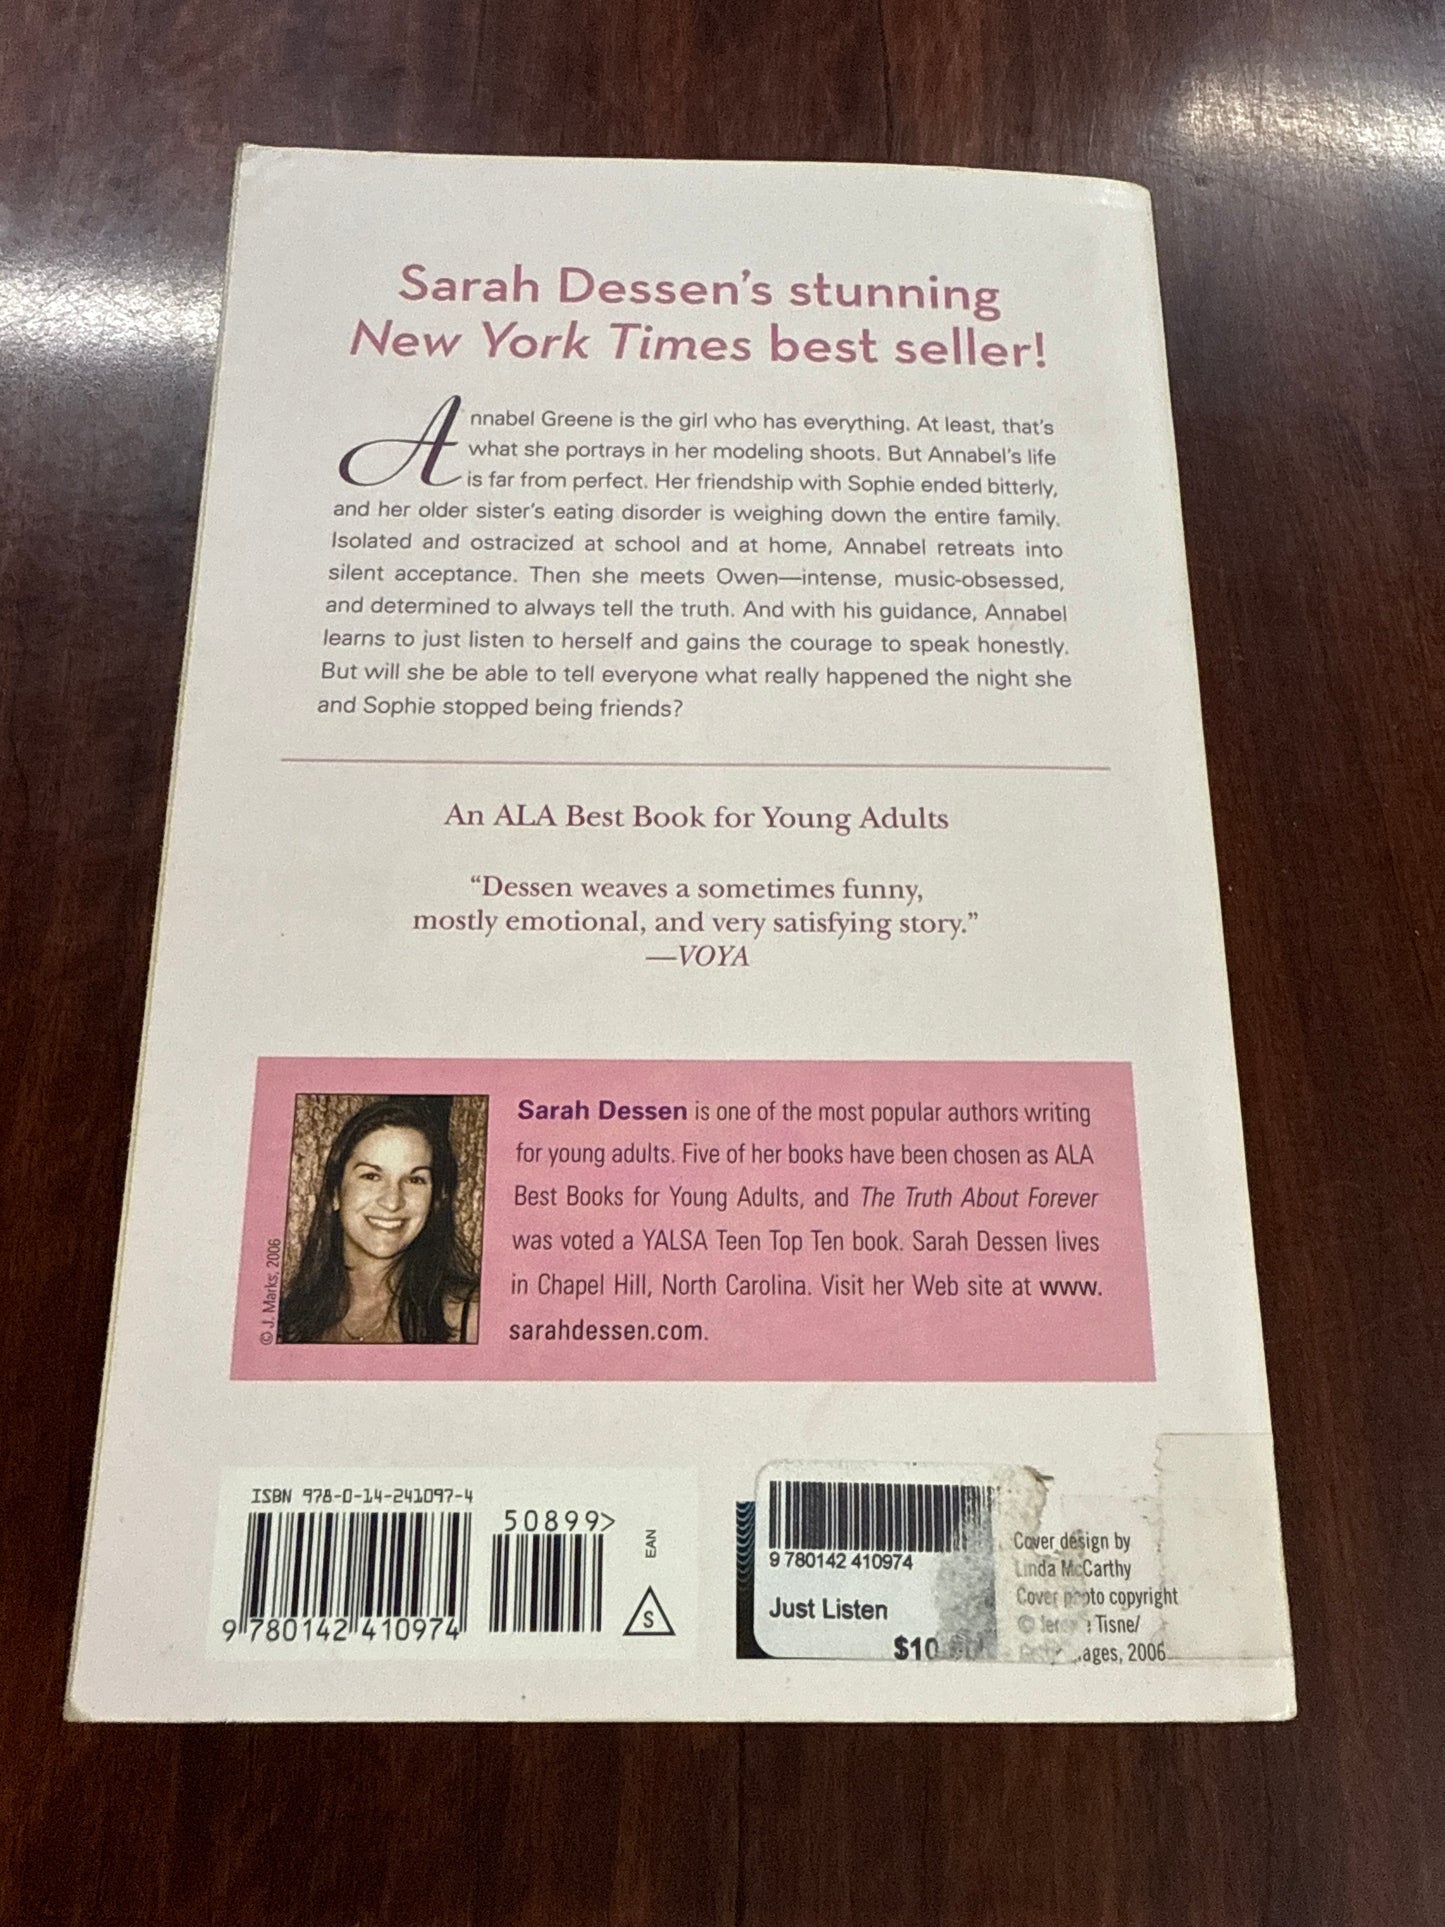 Sarah Dessen's stunning
New York Times best seller!
Annabel Greene is the girl who has everything. At least, that's
what she portrays in her modeling shoots. But Annabel's life
is far from perfect. Her friendship with Sophie ended bitterly,
and her older sister's eating disorder is weighing down the entire family.
Isolated and ostracized at school and at home, Annabel retreats into
silent acceptance. Then she meets Owen—intense, music-obsessed,
and determined to always tell the truth. And with his guidance, Annabel
learns to just listen to herself and gains the courage to speak honestly.
But will she be able to tell everyone what really happened the night she
and Sophie stopped being friends?
An ALA Best Book for Young Adults
“Dessen weaves a sometimes funny,
mostly emotional, and very satisfying story.”
—VOYA
© J. Marks, 2006
Sarah Dessen is one of the most popular authors writing
for young adults. Five of her books have been chosen as ALA
Best Books for Young Adults, and The Truth About Forever
was voted a YALSA Teen Top Ten book. Sarah Dessen lives
in Chapel Hill, North Carolina. Visit her Web site at www.
sarahdessen.com.
ISBN 978-0-14-241097-4
50899>
EAN
S
9 780142 410974
9 780142 410974
Just Listen
$10
Cover design by
Linda McCarthy
Cover photo copyright
© Tisne/
ages, 2006